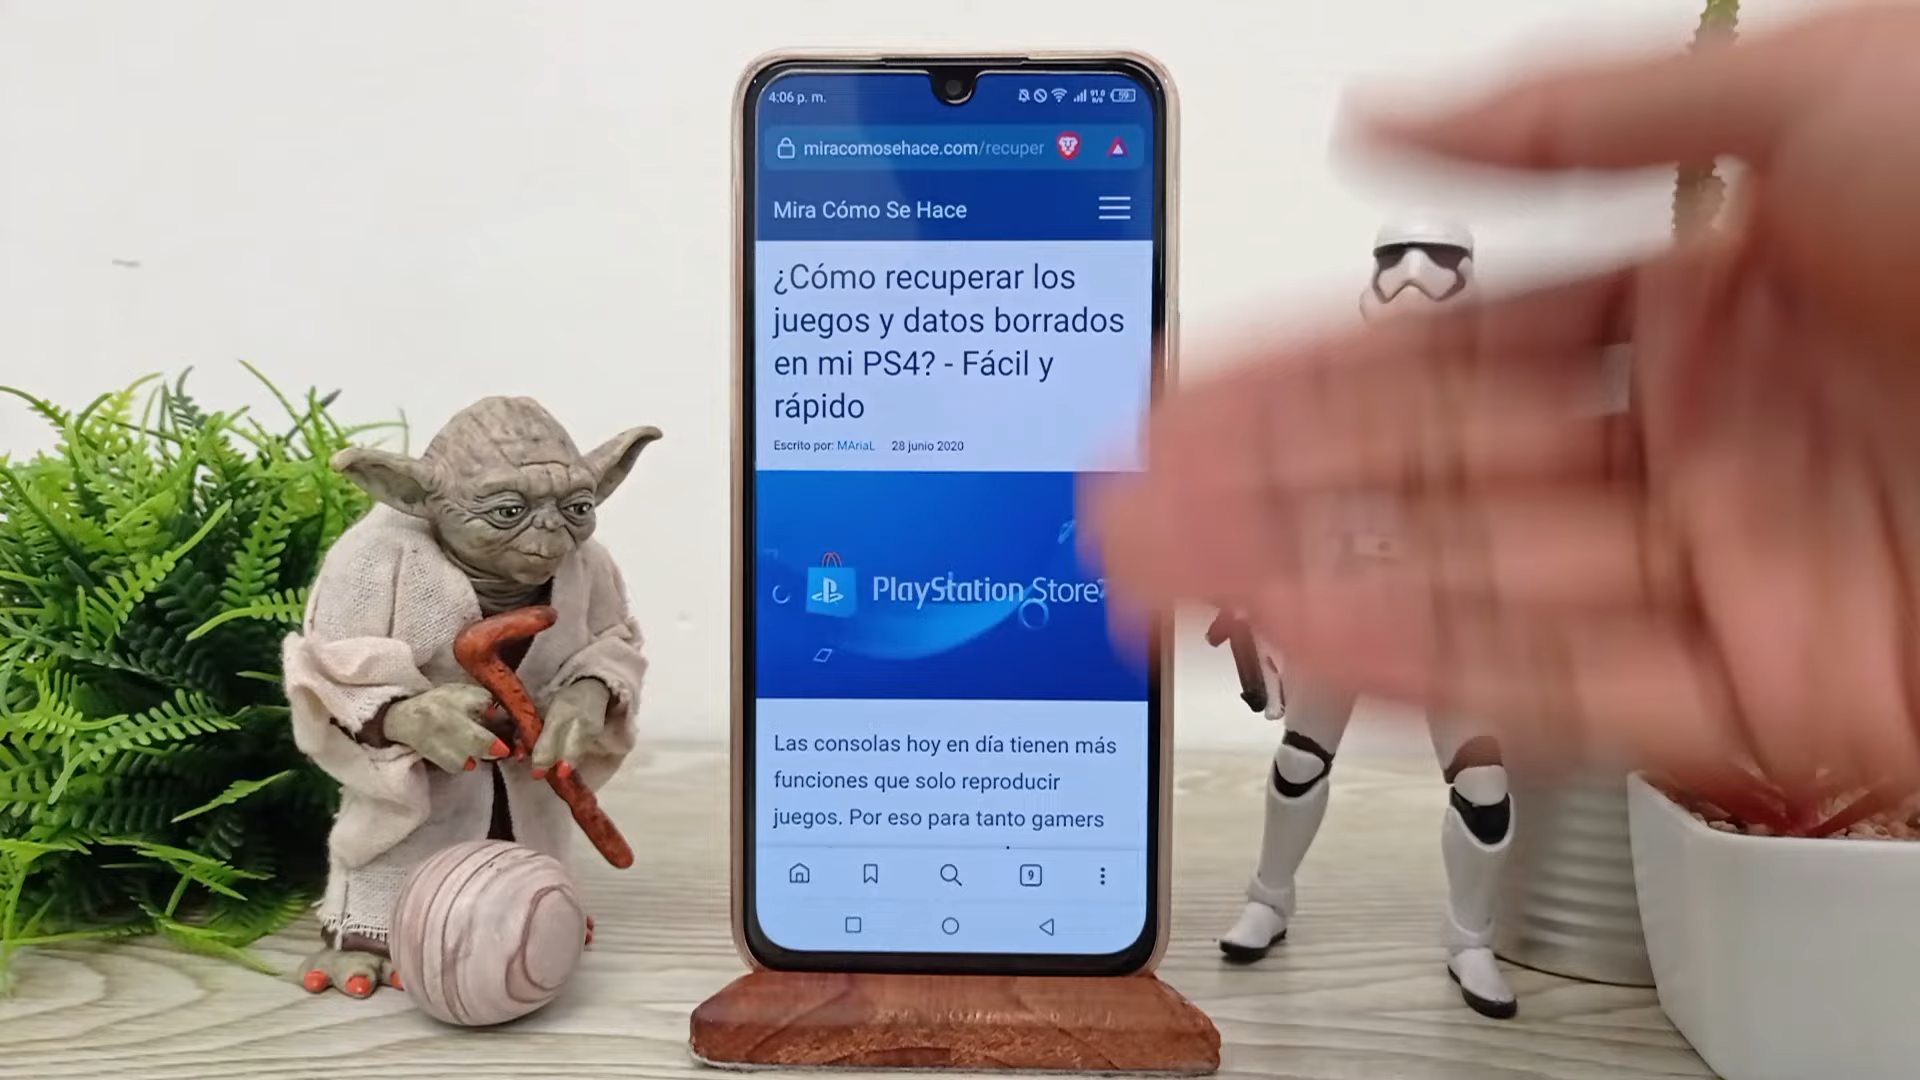 4:06 p. m.
miracomosehace.com/recuper
Mira Cómo Se Hace
¿Cómo recuperar los
juegos y datos borrados
en mi PS4? - Fácil y
rápido
Escrito por: MAriaL 28 junio 2020
PlayStation Store
Las consolas hoy en día tienen más
funciones que solo reproducir
juegos. Por eso para tanto gamers
9